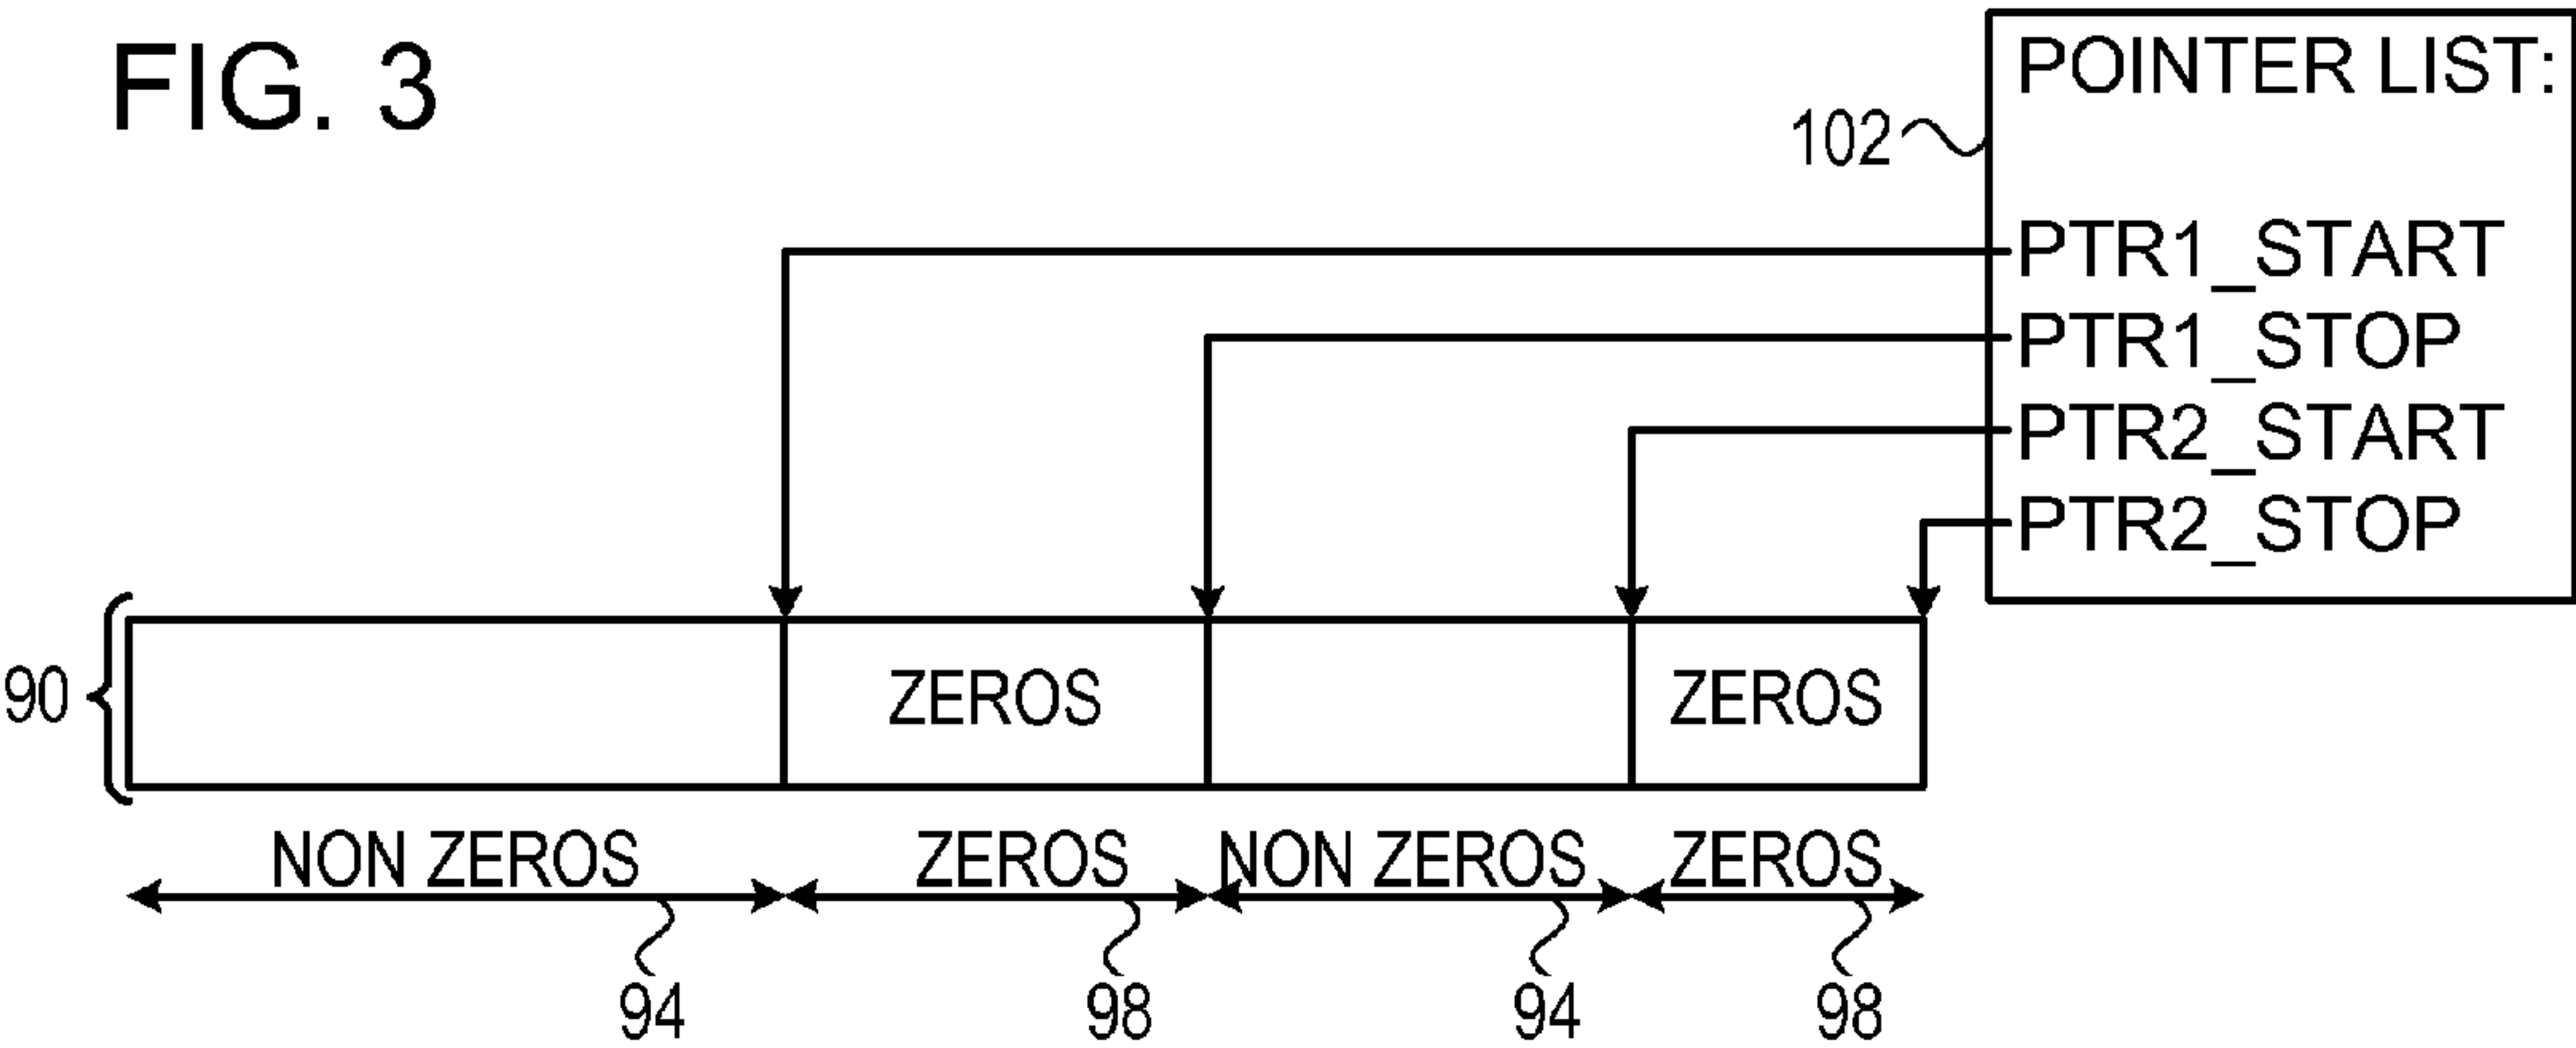 FIG. 3
POINTER LIST:
102
PTR1_START
PTR1_STOP
PTR2_START
PTR2_STOP
90
ZEROS
ZEROS
NON ZEROS
ZEROS
NON ZEROS
ZEROS
94
98
94
98